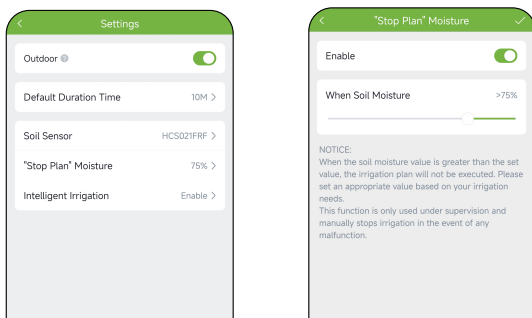 Settings
Outdoor
Default Duration Time 10M >
Soil Sensor HCS021FRF >
"Stop Plan" Moisture 75% >
Intelligent Irrigation Enable >
"Stop Plan" Moisture
Enable
When Soil Moisture >75%
NOTICE:
When the soil moisture value is greater than the set
value, the irrigation plan will not be executed. Please
set an appropriate value based on your irrigation
needs.
This function is only used under supervision and
manually stops irrigation in the event of any
malfunction.